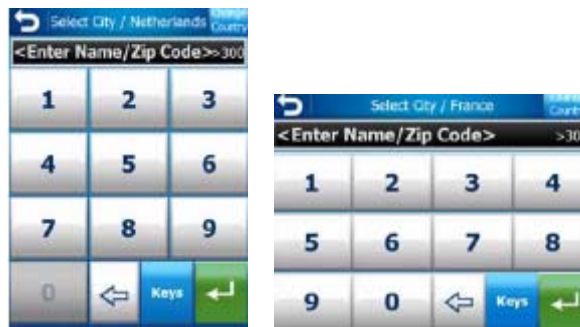 Select City / Netherlands
Change
Country
<Enter Name/Zip Code>>300
1 2 3
4 5 6
7 8 9
0 Keys
Select City / France
<Enter Name/Zip Code> >30
1 2 3 4
5 6 7 8
9 0 Keys